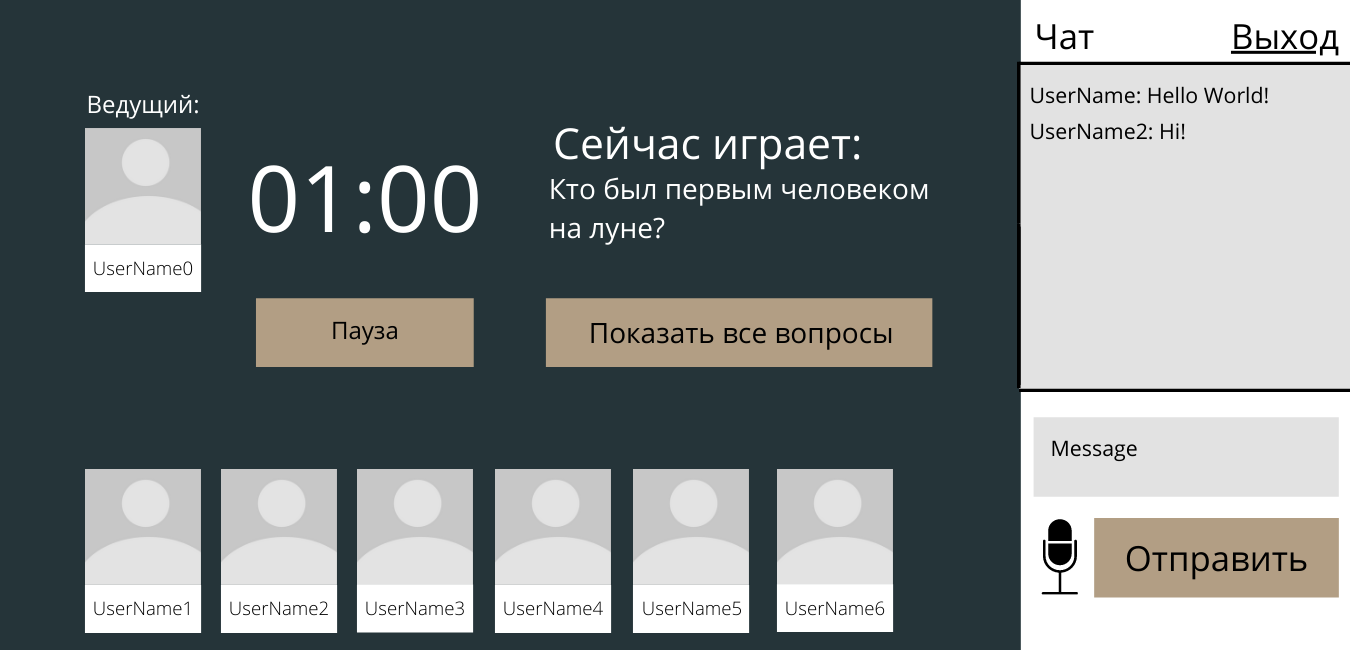 Ведущий:
UserName0
01:00
Пауза
Сейчас играет:
Кто был первым человеком
на луне?
Показать все вопросы
UserName1
UserName2
UserName3
UserName4
UserName5
UserName6
Чат
Выход
UserName: Hello World!
UserName2: Hi!
Message
Отправить